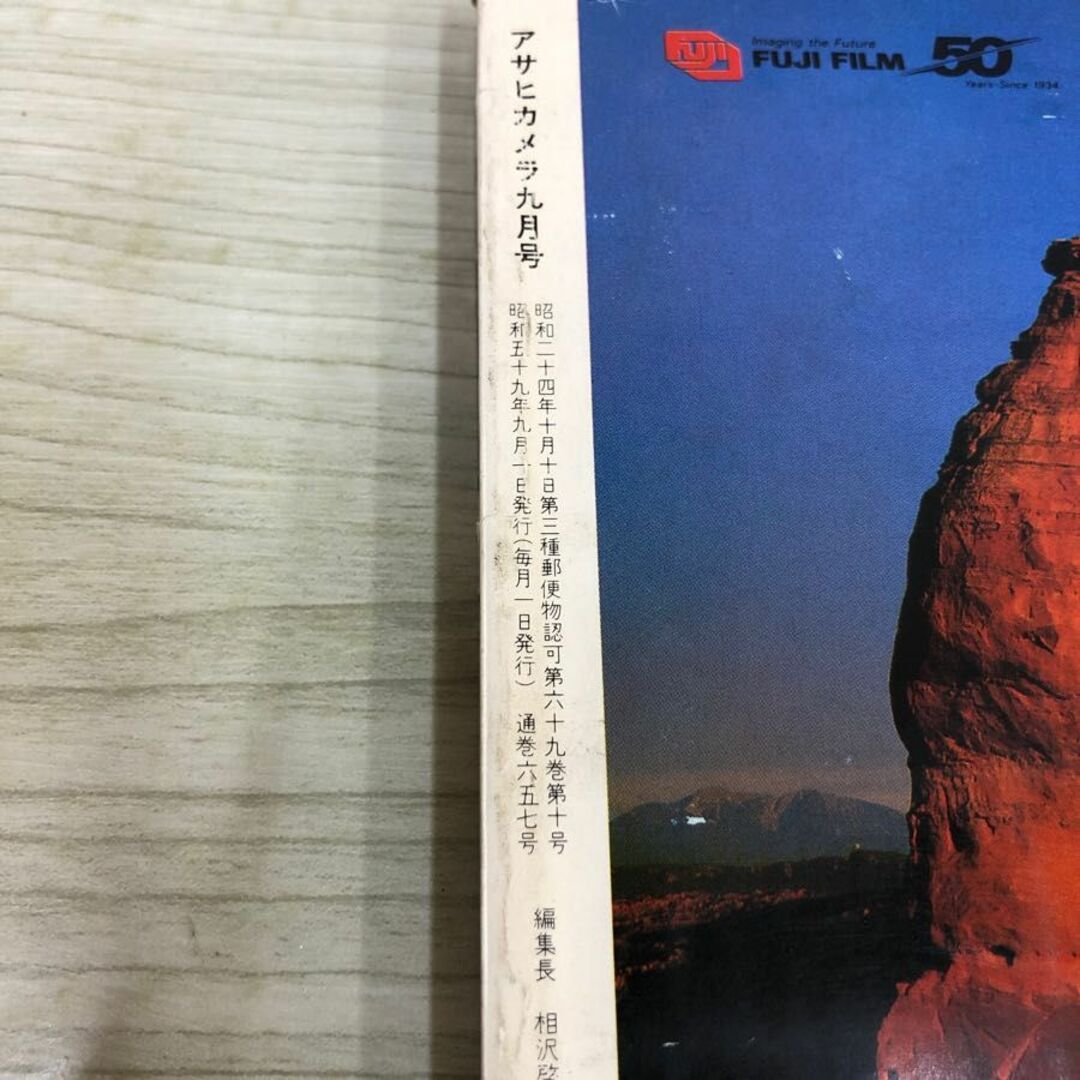 アサヒカメラ九月号
昭和二十四年十月十日第三種郵便物認可第六十九巻第十号
昭和五十九年九月一日発行(毎月一日発行) 通巻六五七号
編集長 相沢啓
FUJI
Imaging the Future
FUJI FILM
50
Years-Since 1934